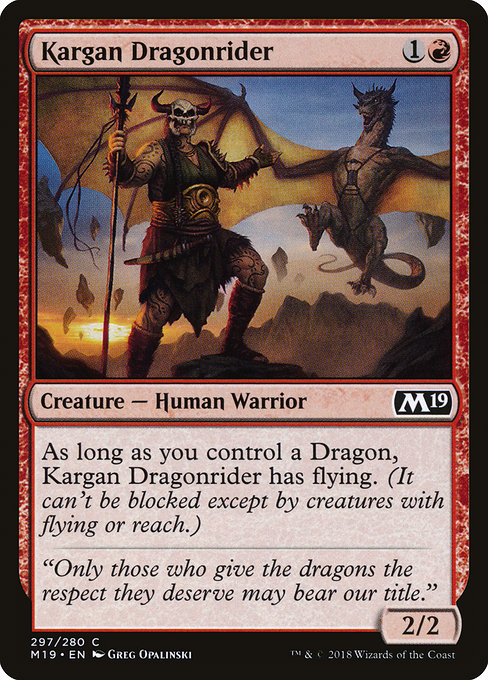 Kargan Dragonrider 1
Creature — Human Warrior M19
As long as you control a Dragon,
Kargan Dragonrider has flying. (It
can't be blocked except by creatures with
flying or reach.)
“Only those who give the dragons the
respect they deserve may bear our title.”
2/2
297/280 C
M19 • EN Greg Opalinski ™ & © 2018 Wizards of the Coast